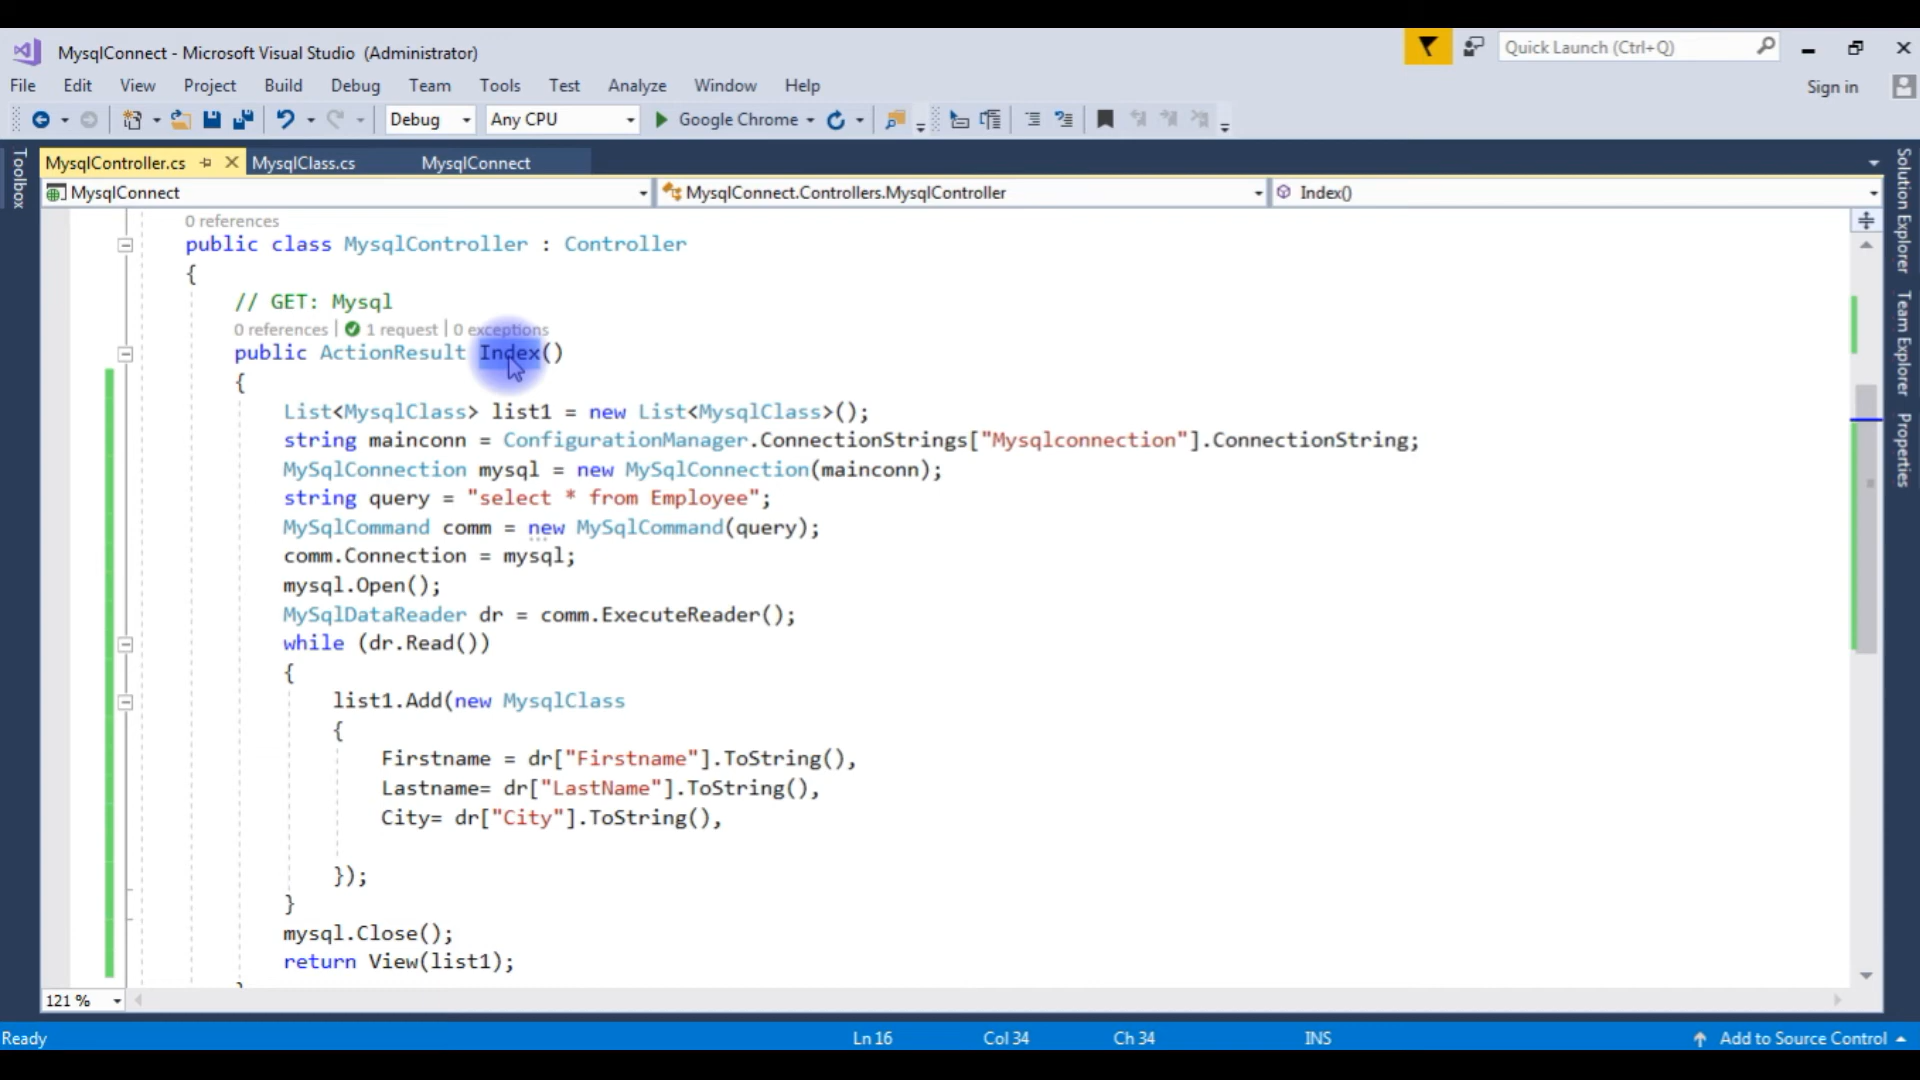 MysqlConnect - Microsoft Visual Studio (Administrator)
Quick Launch (Ctrl+Q)
File Edit View Project Build Debug Team Tools Test Analyze Window Help
Sign in
Debug Any CPU Google Chrome
Toolbox
MysqlController.cs MysqlClass.cs MysqlConnect
Solution Explorer
Team Explorer
Properties
MysqlConnect MysqlConnect.Controllers.MysqlController Index()
0 references
public class MysqlController : Controller
{
// GET: Mysql
0 references | 1 request | 0 exceptions
public ActionResult Index()
{
List<MysqlClass> list1 = new List<MysqlClass>();
string mainconn = ConfigurationManager.ConnectionStrings["Mysqlconnection"].ConnectionString;
MySqlConnection mysql = new MySqlConnection(mainconn);
string query = "select * from Employee";
MySqlCommand comm = new MySqlCommand(query);
comm.Connection = mysql;
mysql.Open();
MySqlDataReader dr = comm.ExecuteReader();
while (dr.Read())
{
list1.Add(new MysqlClass
{
Firstname = dr["Firstname"].ToString(),
Lastname= dr["LastName"].ToString(),
City= dr["City"].ToString(),
});
}
mysql.Close();
return View(list1);
121 %
Ready Ln 16 Col 34 Ch 34 INS Add to Source Control